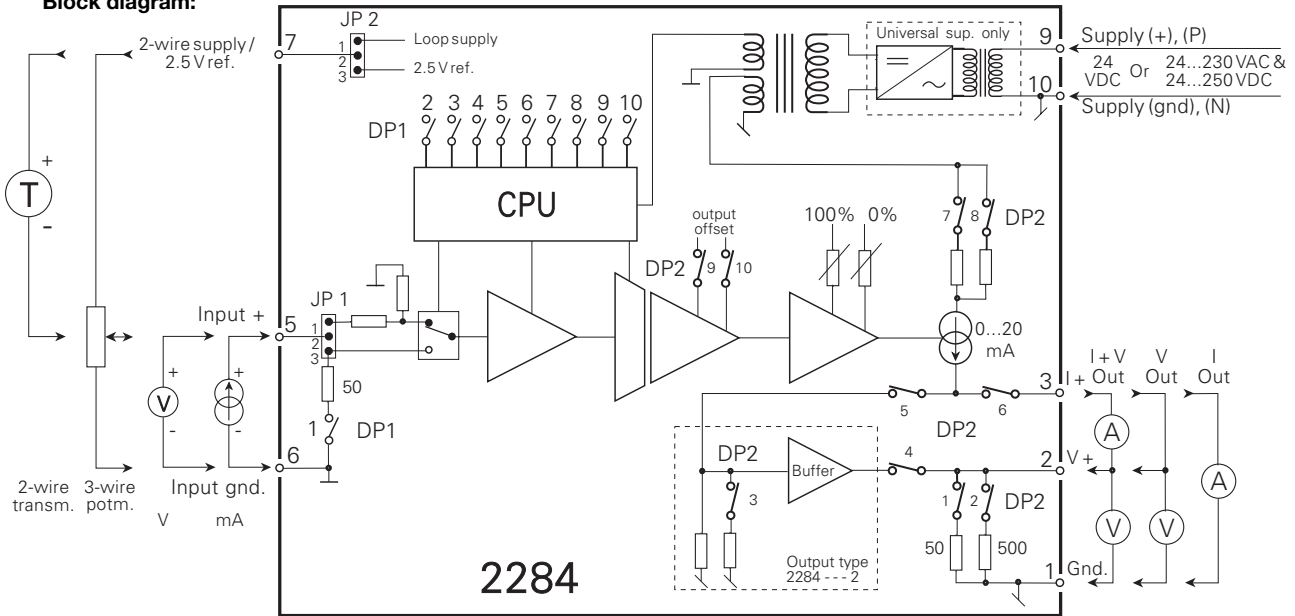 Block diagram:
JP 2
7
2-wire supply /
2.5 V ref.
1
2
3
Loop supply
2.5 V ref.
Universal sup. only
9
Supply (+), (P)
24
VDC
Or
24...230 VAC &
24...250 VDC
10
Supply (gnd), (N)
2 3 4 5 6 7 8 9 10
DP1
CPU
+
T
-
output
offset
DP2
9
10
100%
0%
7
8
DP2
Input +
5
JP 1
1
2
3
50
1
DP1
6
Input gnd.
+
V
-
+
-
2-wire
transm.
3-wire
potm.
V
mA
0...20
mA
I +
3
I + V
Out
V
Out
I
Out
5
6
DP2
A
DP2
3
Buffer
4
V +
2
1
2
DP2
50
500
A
V
V
Output type
2284 - - - 2
Gnd.
1
2284